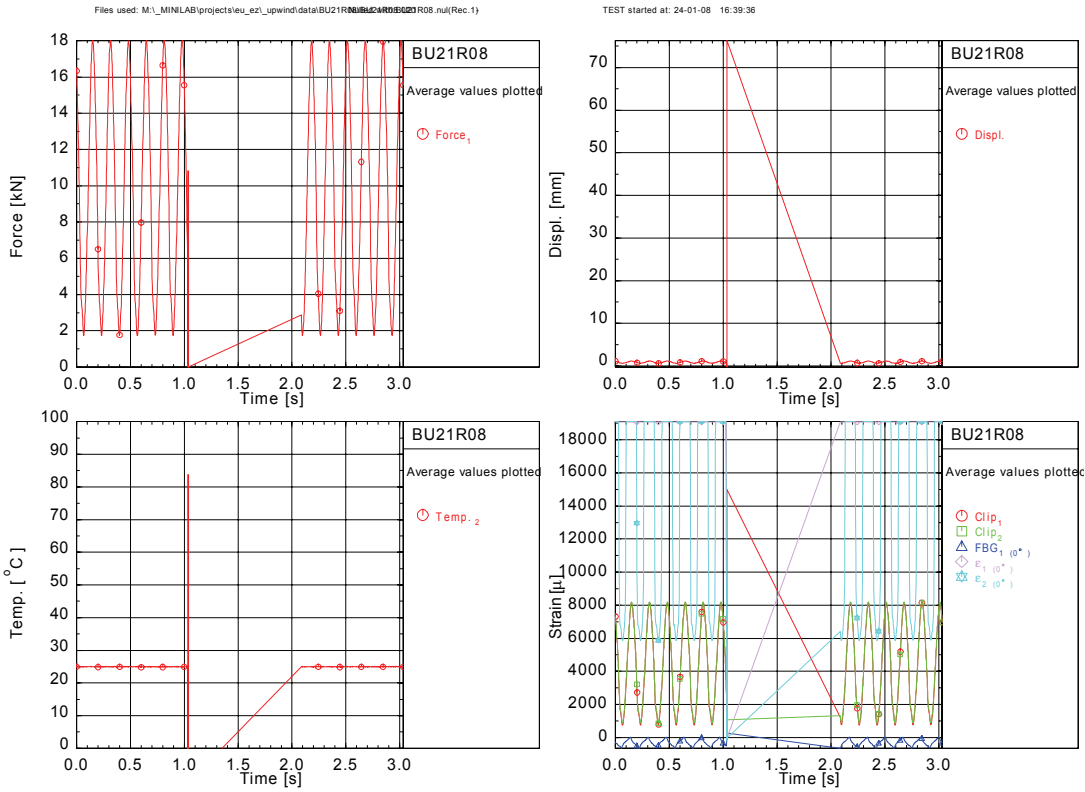 Files used: M:\_MINILAB\projects\eu_ez\_upwind\data\BU21R08
R08.nul(Rec.1)
TEST started at: 24-01-08 16:39:36
BU21R08
Average values plotted
Force1
Force [kN]
18
16
14
12
10
8
6
4
2
0
0.0 0.5 1.0 1.5 2.0 2.5 3.0
Time [s]
BU21R08
Average values plotted
Displ.
Displ. [mm]
70
60
50
40
30
20
10
0
0.0 0.5 1.0 1.5 2.0 2.5 3.0
Time [s]
BU21R08
Average values plotted
Temp.2
Temp. [°C]
100
90
80
70
60
50
40
30
20
10
0
0.0 0.5 1.0 1.5 2.0 2.5 3.0
Time [s]
BU21R08
Average values plotted
Clip1
Clip2
FBG1 (0°)
ε1 (0°)
ε2 (0°)
Strain [µ]
18000
16000
14000
12000
10000
8000
6000
4000
2000
0
0.0 0.5 1.0 1.5 2.0 2.5 3.0
Time [s]